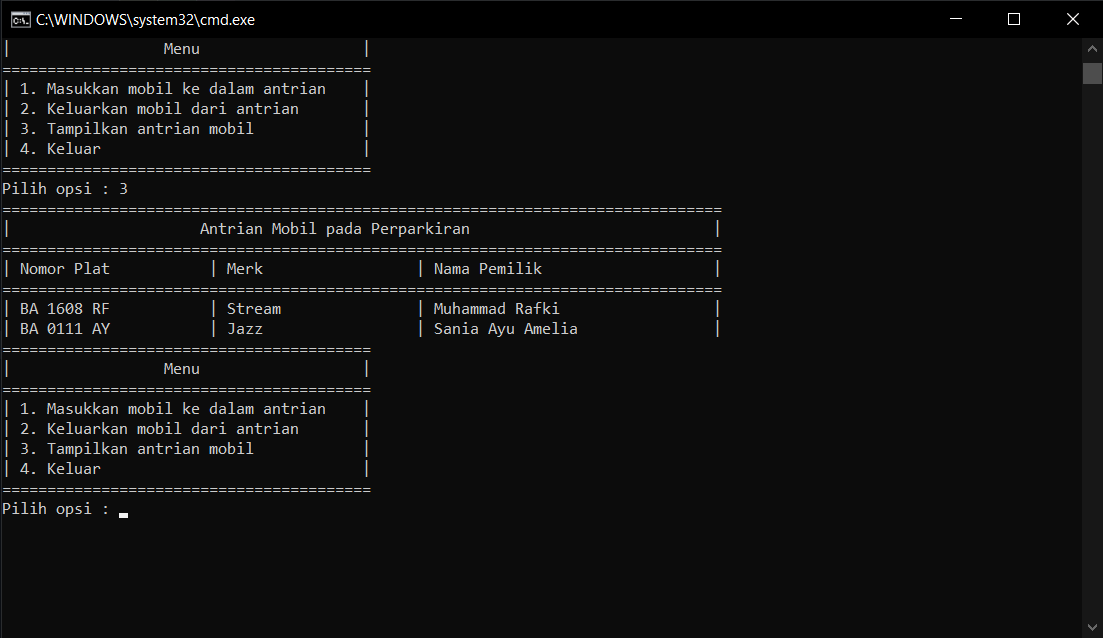 C:\WINDOWS\system32\cmd.exe
| Menu |
=========================================
| 1. Masukkan mobil ke dalam antrian |
| 2. Keluarkan mobil dari antrian |
| 3. Tampilkan antrian mobil |
| 4. Keluar |
=========================================
Pilih opsi : 3
================================================================================
| Antrian Mobil pada Perparkiran |
================================================================================
| Nomor Plat | Merk | Nama Pemilik |
================================================================================
| BA 1608 RF | Stream | Muhammad Rafki |
| BA 0111 AY | Jazz | Sania Ayu Amelia |
=========================================
| Menu |
=========================================
| 1. Masukkan mobil ke dalam antrian |
| 2. Keluarkan mobil dari antrian |
| 3. Tampilkan antrian mobil |
| 4. Keluar |
=========================================
Pilih opsi :